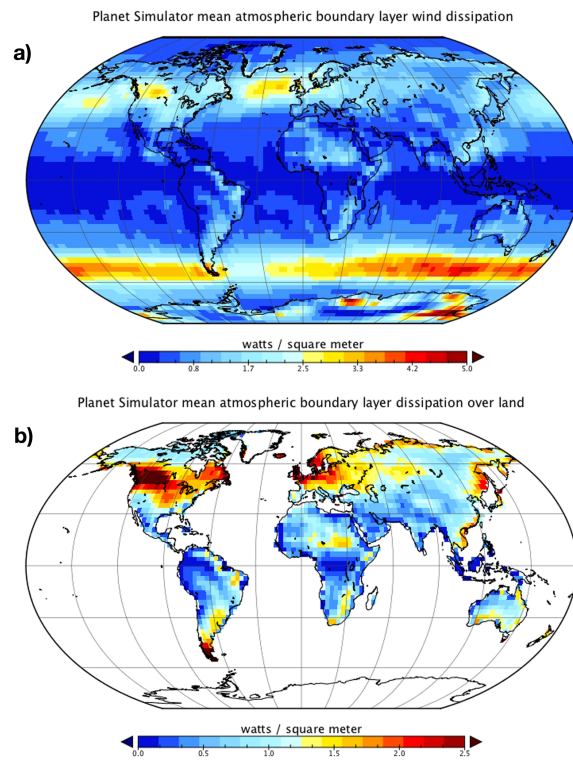 Planet Simulator mean atmospheric boundary layer wind dissipation
a)
watts / square meter
0.0 0.8 1.7 2.5 3.3 4.2 5.0
Planet Simulator mean atmospheric boundary layer dissipation over land
b)
watts / square meter
0.0 0.5 1.0 1.5 2.0 2.5